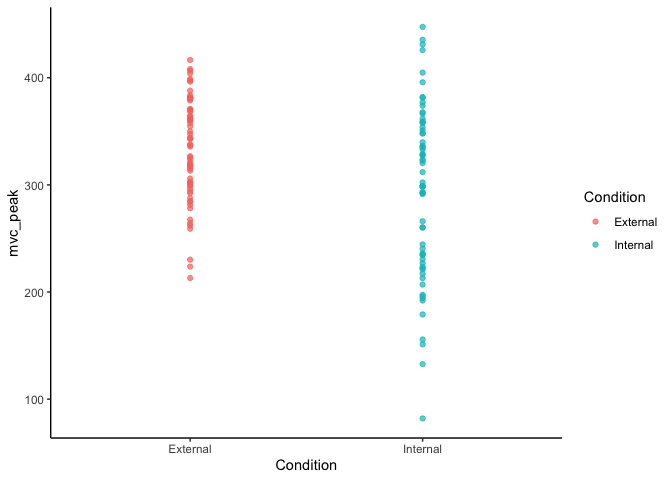 400
300
200
100
mvc_peak
External
Internal
Condition
Condition
External
Internal